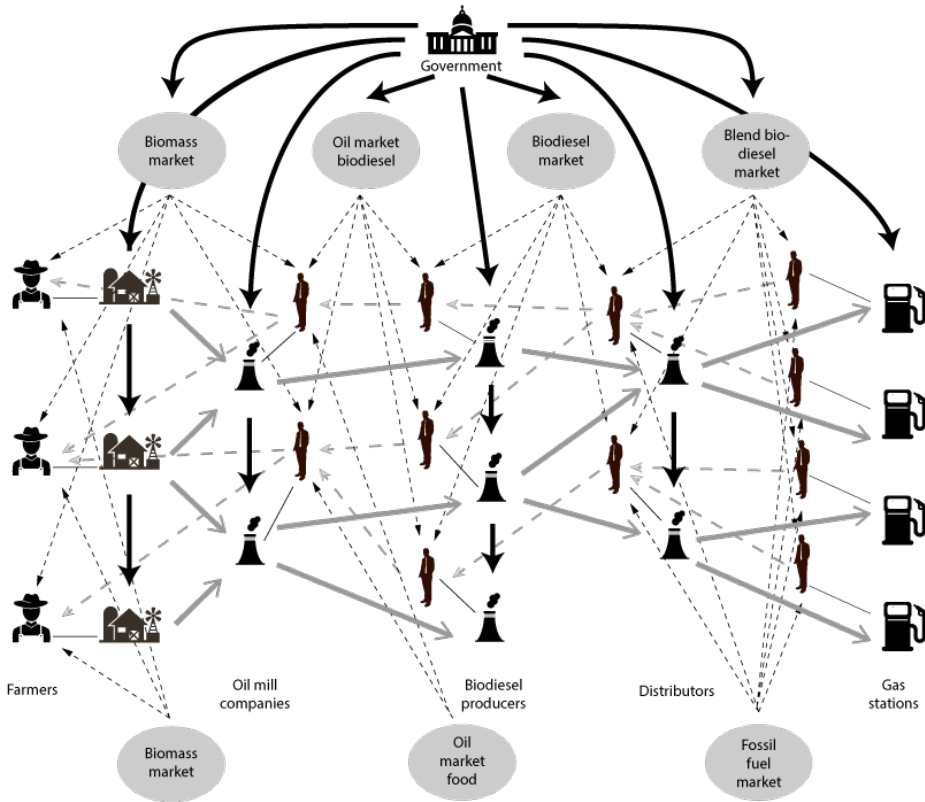 Government
Biomass
market
Oil market
biodiesel
Biodiesel
market
Blend bio-
diesel
market
Farmers
Oil mill
companies
Biodiesel
producers
Distributors
Gas
stations
Biomass
market
Oil
market
food
Fossil
fuel
market